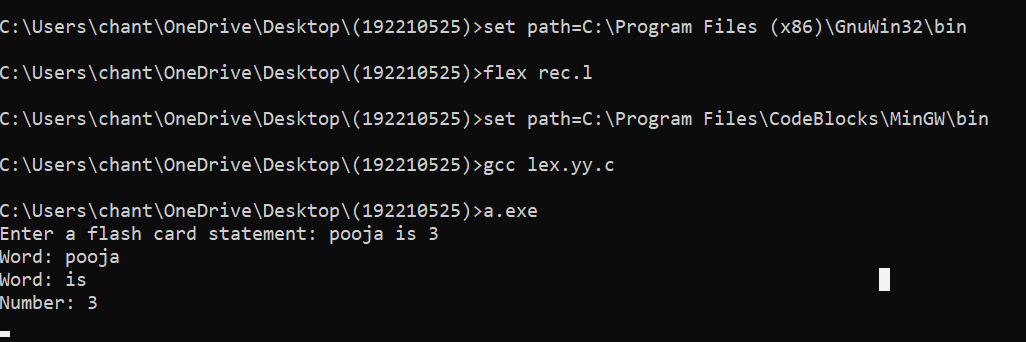 C:\Users\chant\OneDrive\Desktop\(192210525)>set path=C:\Program Files (x86)\GnuWin32\bin
C:\Users\chant\OneDrive\Desktop\(192210525)>flex rec.l
C:\Users\chant\OneDrive\Desktop\(192210525)>set path=C:\Program Files\CodeBlocks\MinGW\bin
C:\Users\chant\OneDrive\Desktop\(192210525)>gcc lex.yy.c
C:\Users\chant\OneDrive\Desktop\(192210525)>a.exe
Enter a flash card statement: pooja is 3
Word: pooja
Word: is
Number: 3